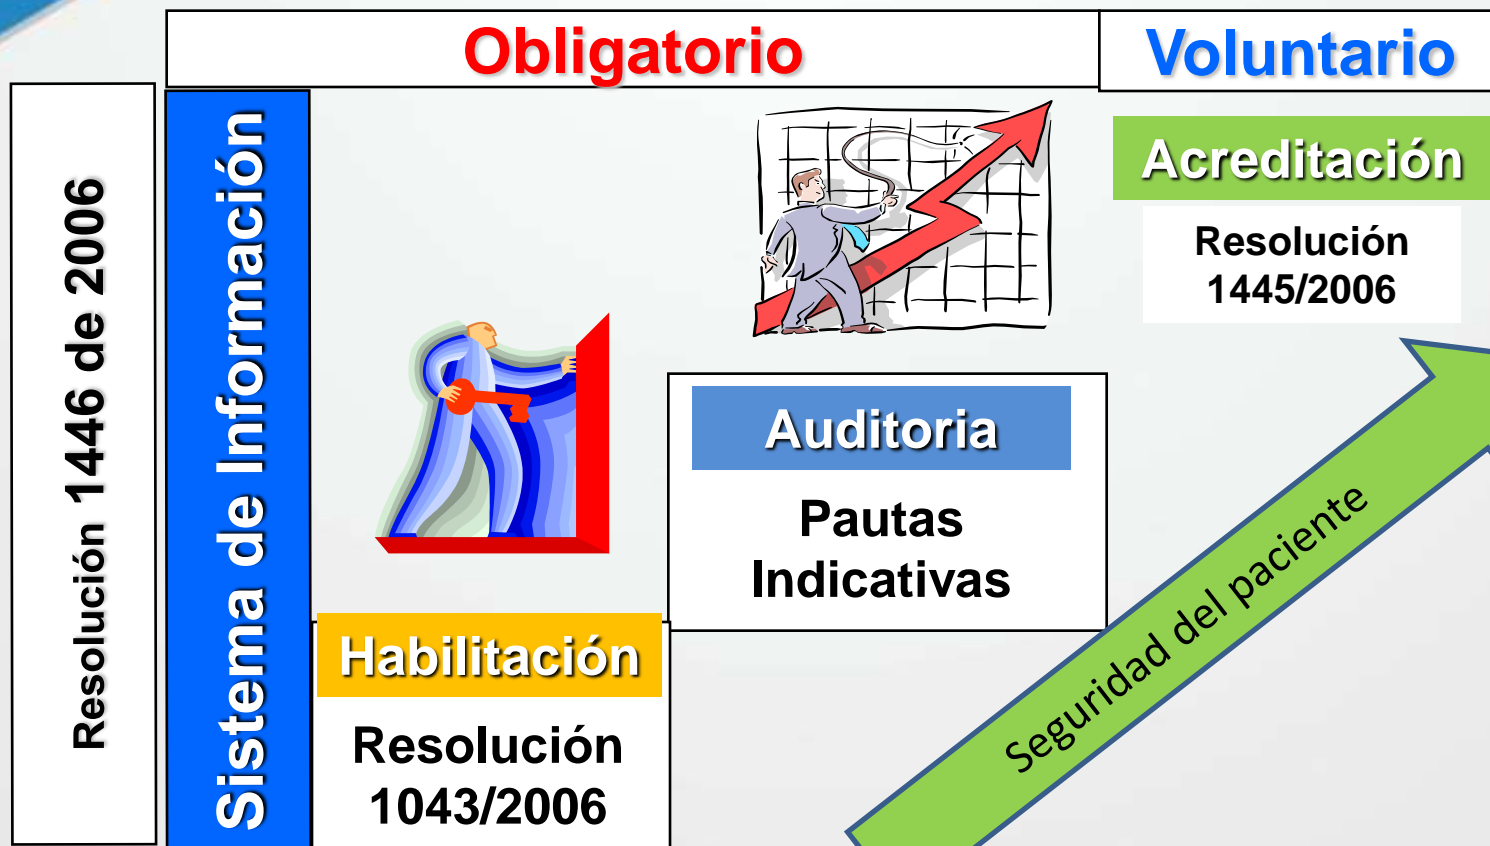 Obligatorio
Voluntario
Resolución 1446 de 2006
Sistema de Información
Acreditación
Resolución
1445/2006
Auditoria
Pautas
Indicativas
Habilitación
Resolución
1043/2006
Seguridad del paciente